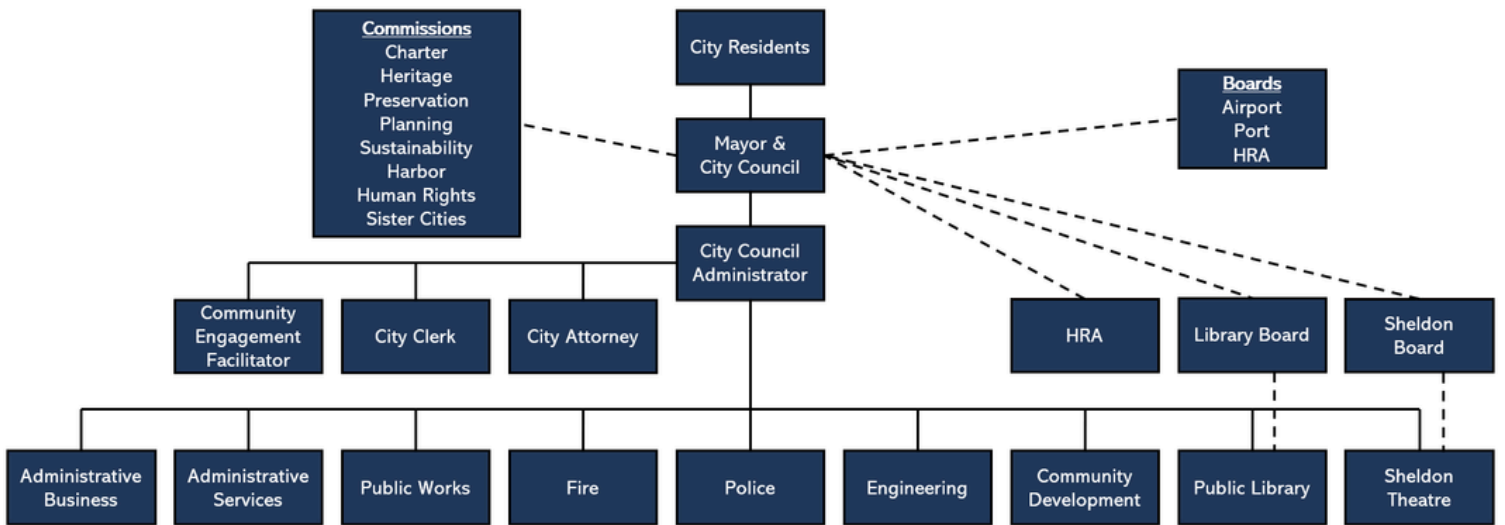 Commissions
Charter
Heritage
Preservation
Planning
Sustainability
Harbor
Human Rights
Sister Cities
City Residents
Boards
Airport
Port
HRA
Mayor &
City Council
City Council
Administrator
Community
Engagement
Facilitator
City Clerk
City Attorney
HRA
Library Board
Sheldon
Board
Administrative
Business
Administrative
Services
Public Works
Fire
Police
Engineering
Community
Development
Public Library
Sheldon
Theatre